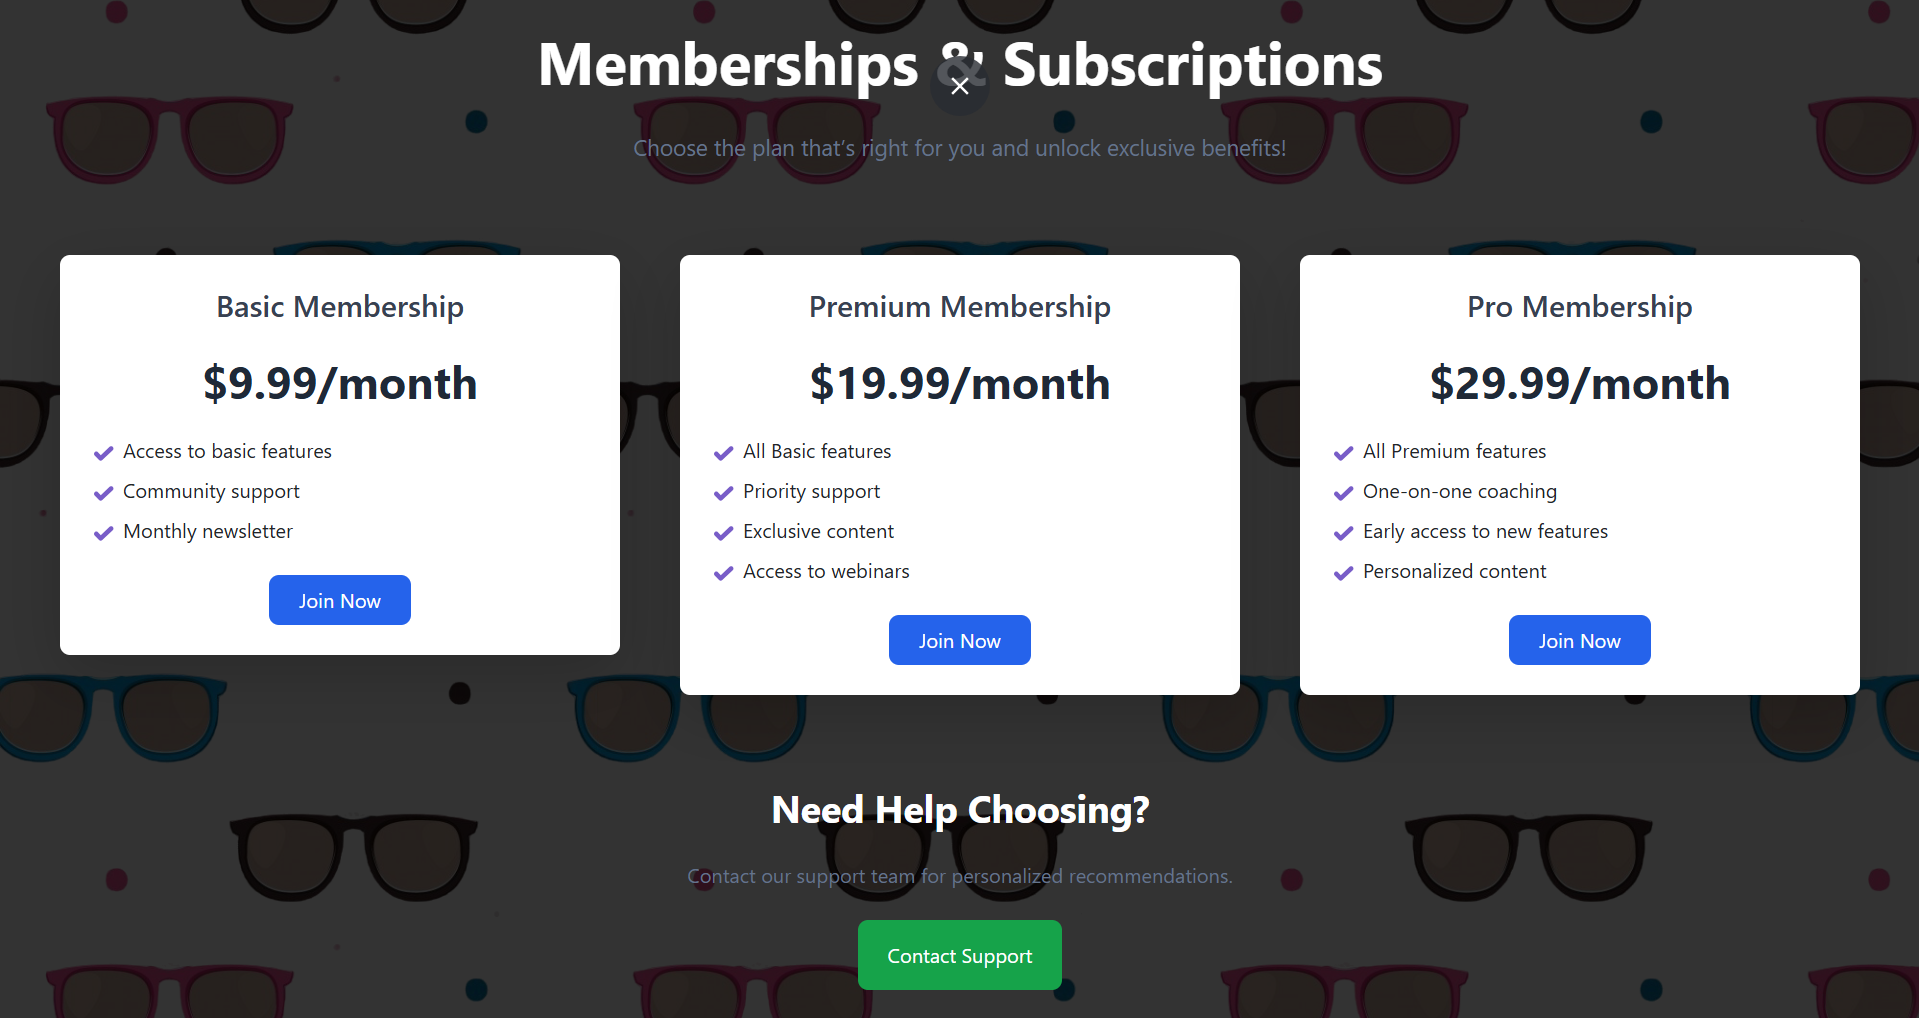 Memberships & Subscriptions
Choose the plan that’s right for you and unlock exclusive benefits!
Basic Membership
$9.99/month
Access to basic features
Community support
Monthly newsletter
Join Now
Premium Membership
$19.99/month
All Basic features
Priority support
Exclusive content
Access to webinars
Join Now
Pro Membership
$29.99/month
All Premium features
One-on-one coaching
Early access to new features
Personalized content
Join Now
Need Help Choosing?
Contact our support team for personalized recommendations.
Contact Support